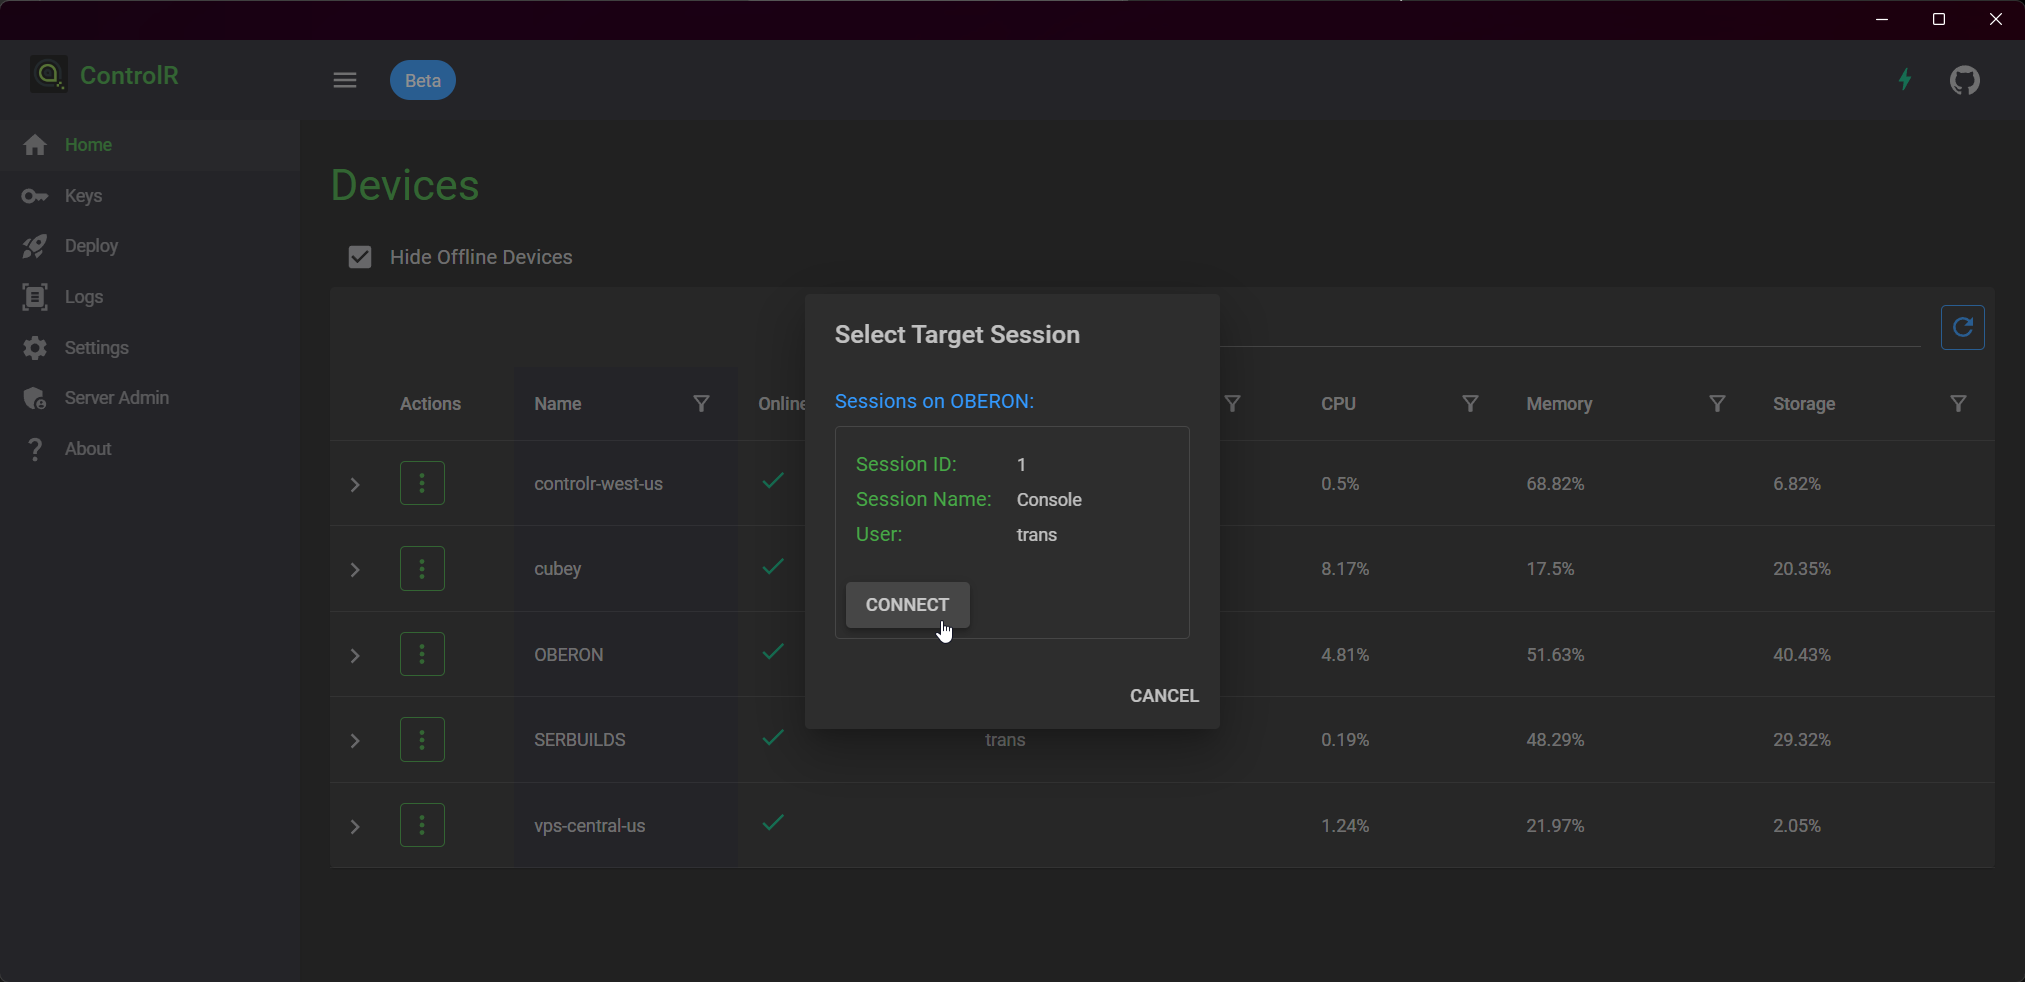 ControlR
Beta
Home
Keys
Deploy
Logs
Settings
Server Admin
About
Devices
Hide Offline Devices
Actions Name Online CPU Memory Storage
controlr-west-us 0.5% 68.82% 6.82%
cubey 8.17% 17.5% 20.35%
OBERON 4.81% 51.63% 40.43%
SERBUILDS trans 0.19% 48.29% 29.32%
vps-central-us 1.24% 21.97% 2.05%
Select Target Session
Sessions on OBERON:
Session ID: 1
Session Name: Console
User: trans
CONNECT
CANCEL